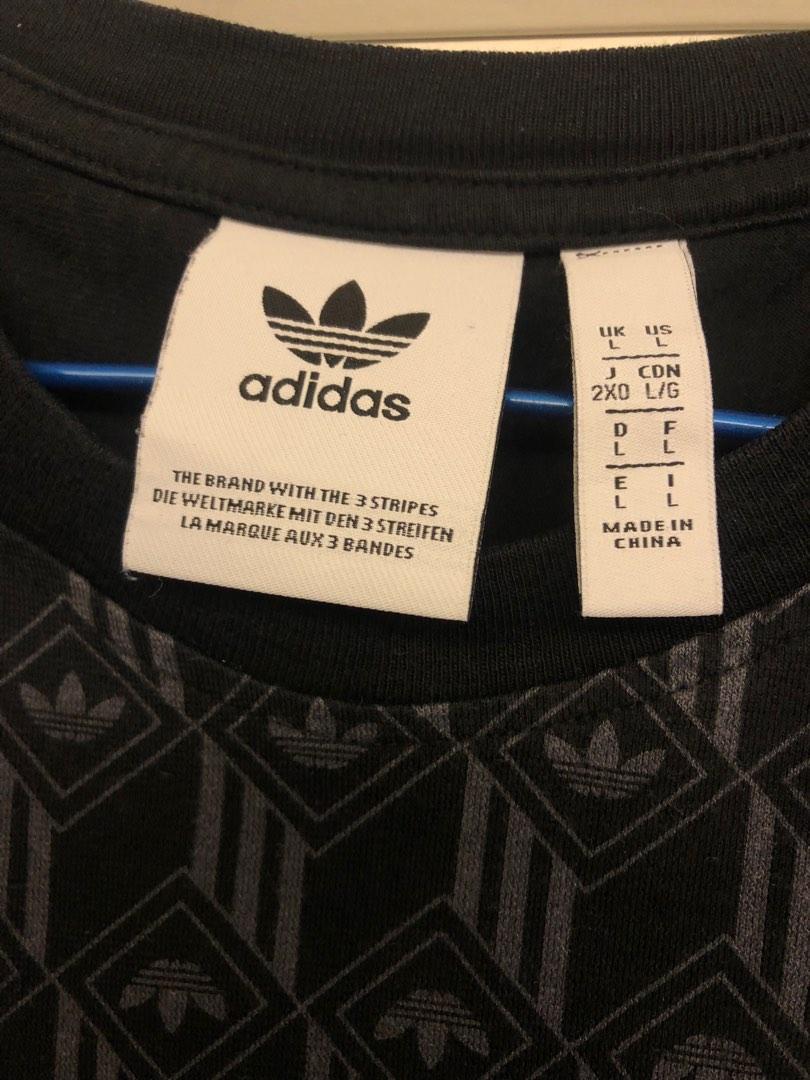 adidas
THE BRAND WITH THE 3 STRIPES
DIE WELTMARKE MIT DEN 3 STREIFEN
LA MARQUE AUX 3 BANDES
UK US
L L
J CDN
2XO L/G
D F
L L
E I
L L
MADE IN
CHINA